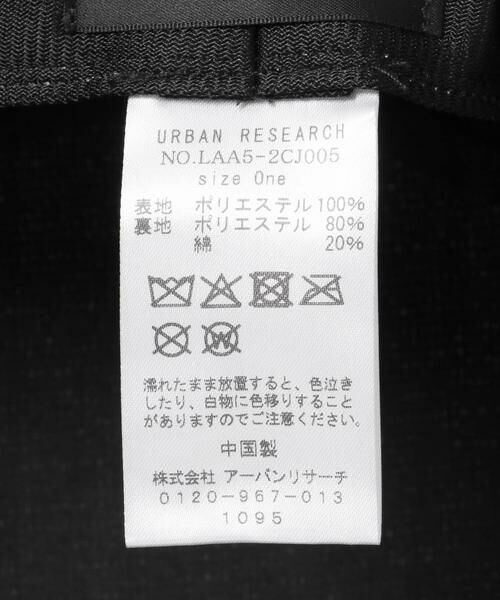 URBAN RESEARCH
NO.LAA5-2CJ005
size One
表地 ポリエステル 100%
裏地 ポリエステル 80%
綿 20%
濡れたまま放置すると、色泣き
したり、白物に色移りすること
がありますのでご注意ください。
中国製
株式会社 アーバンリサーチ
0120-967-013
1095